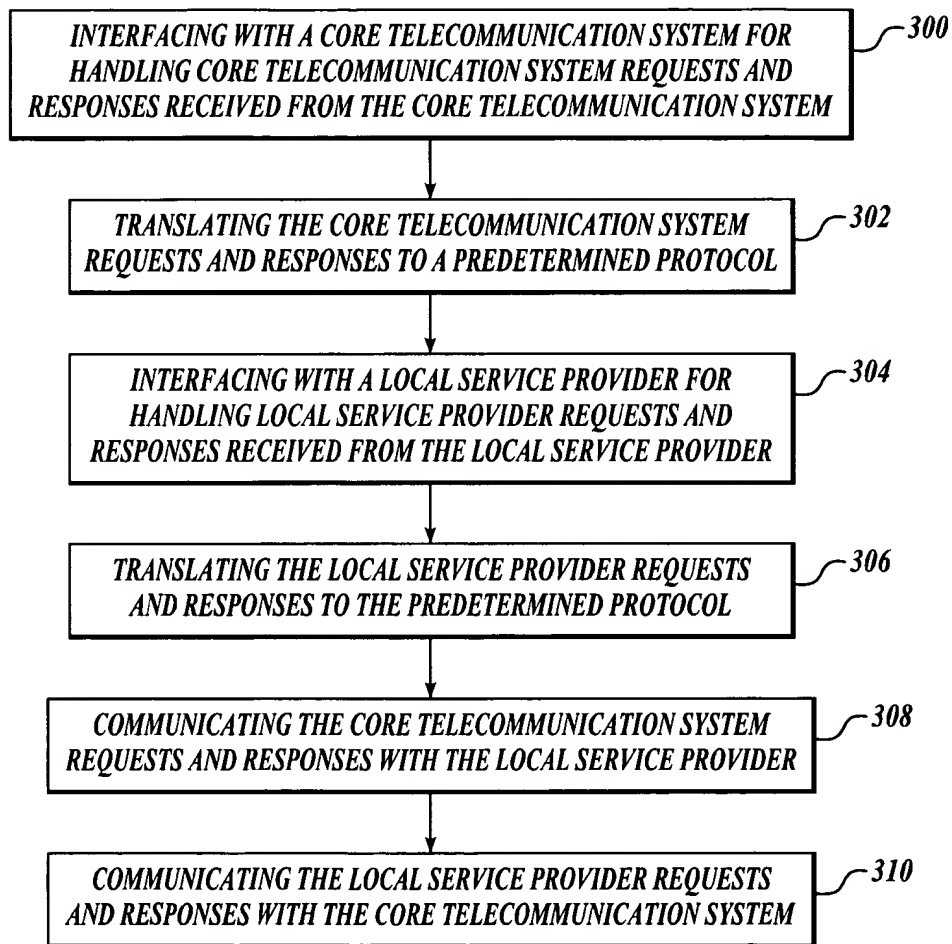 INTERFACING WITH A CORE TELECOMMUNICATION SYSTEM FOR
HANDLING CORE TELECOMMUNICATION SYSTEM REQUESTS AND
RESPONSES RECEIVED FROM THE CORE TELECOMMUNICATION SYSTEM
300
TRANSLATING THE CORE TELECOMMUNICATION SYSTEM
REQUESTS AND RESPONSES TO A PREDETERMINED PROTOCOL
302
INTERFACING WITH A LOCAL SERVICE PROVIDER FOR
HANDLING LOCAL SERVICE PROVIDER REQUESTS AND
RESPONSES RECEIVED FROM THE LOCAL SERVICE PROVIDER
304
TRANSLATING THE LOCAL SERVICE PROVIDER REQUESTS
AND RESPONSES TO THE PREDETERMINED PROTOCOL
306
COMMUNICATING THE CORE TELECOMMUNICATION SYSTEM
REQUESTS AND RESPONSES WITH THE LOCAL SERVICE PROVIDER
308
COMMUNICATING THE LOCAL SERVICE PROVIDER REQUESTS
AND RESPONSES WITH THE CORE TELECOMMUNICATION SYSTEM
310